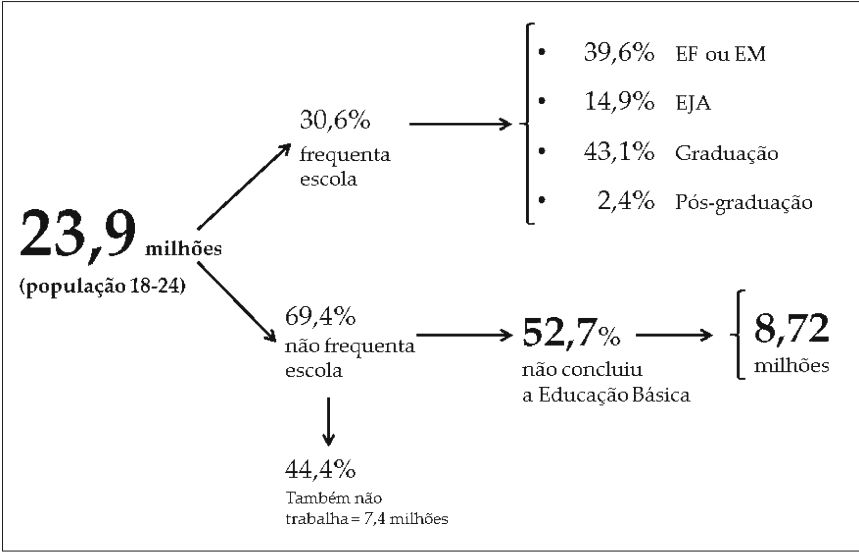 23,9 milhões
(população 18-24)
30,6%
frequenta
escola
• 39,6% EF ou EM
• 14,9% EJA
• 43,1% Graduação
• 2,4% Pós-graduação
69,4%
não frequenta
escola
52,7%
não concluiu
a Educação Básica
8,72
milhões
44,4%
Também não
trabalha = 7,4 milhões